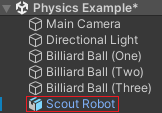 Physics Example*
Main Camera
Directional Light
Billiard Ball (One)
Billiard Ball (Two)
Billiard Ball (Three)
Scout Robot